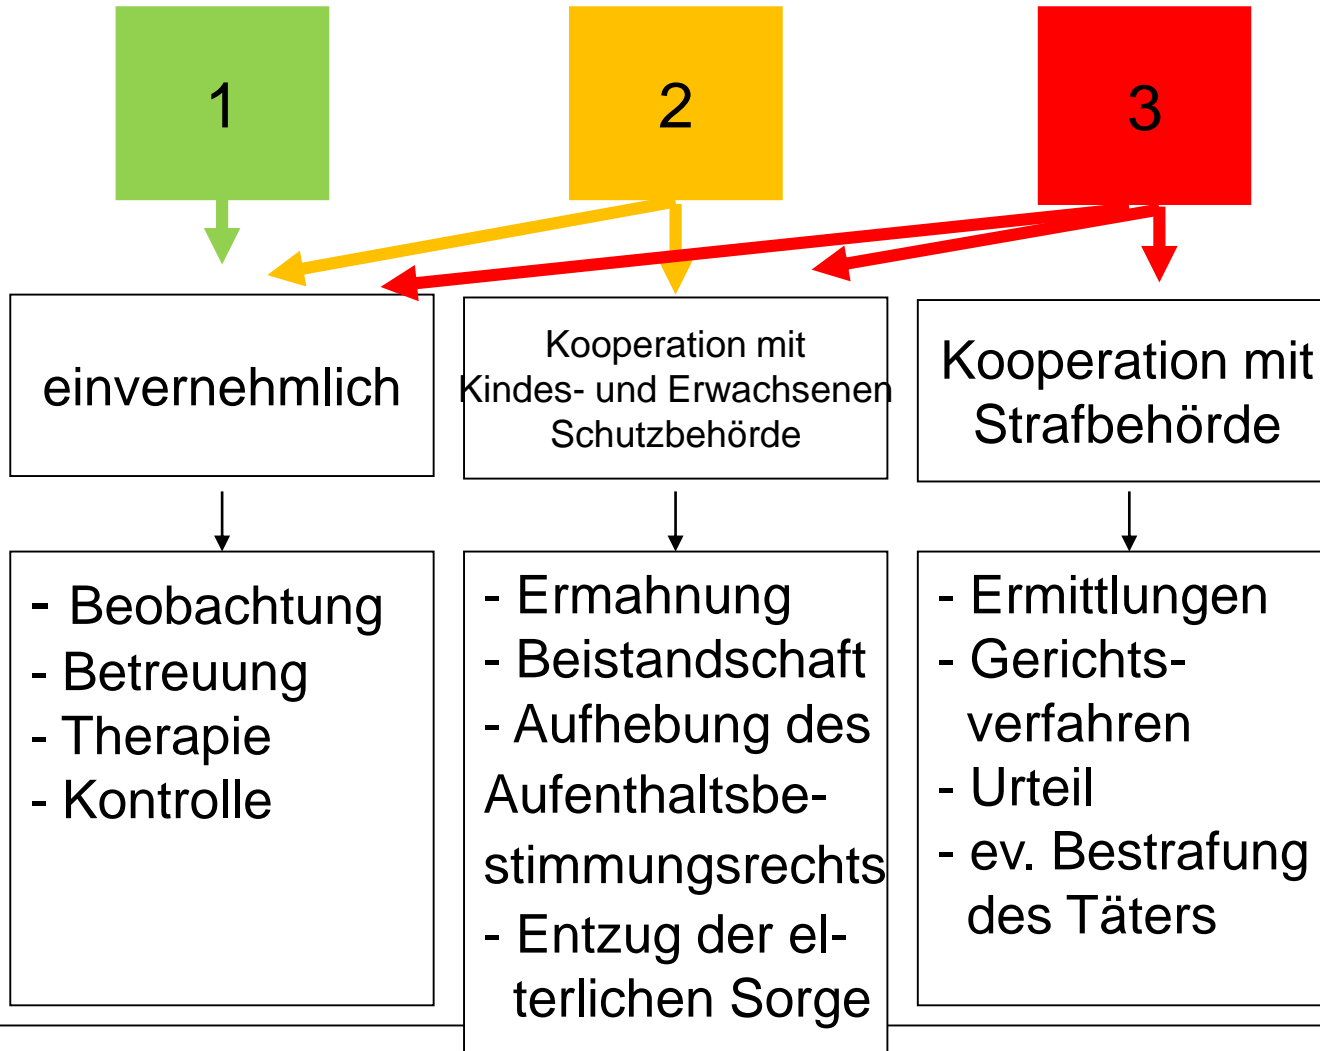 1
2
3
einvernehmlich
Kooperation mit
Kindes- und Erwachsenen
Schutzbehörde
Kooperation mit
Strafbehörde
- Beobachtung
- Betreuung
- Therapie
- Kontrolle
- Ermahnung
- Beistandschaft
- Aufhebung des
Aufenthaltsbe-
stimmungsrechts
- Entzug der el-
terlichen Sorge
- Ermittlungen
- Gerichts-
verfahren
- Urteil
- ev. Bestrafung
des Täters